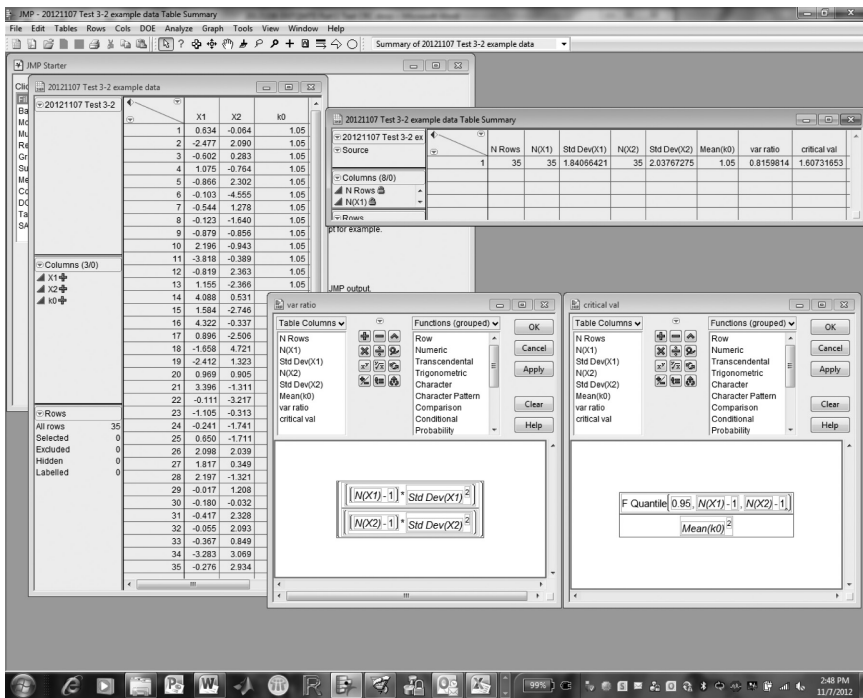 JMP - 20121107 Test 3-2 example data Table Summary
File Edit Tables Rows Cols DOE Analyze Graph Tools View Window Help
Summary of 20121107 Test 3-2 example data
JMP Starter
20121107 Test 3-2 example data
20121107 Test 3-2
X1 X2 k0
1 0.634 -0.064 1.05
2 -2.477 2.090 1.05
3 -0.602 0.283 1.05
4 1.075 -0.764 1.05
5 -0.866 2.302 1.05
6 -0.103 -4.555 1.05
7 -0.544 1.278 1.05
8 -0.123 -1.640 1.05
9 -0.879 -0.856 1.05
10 2.196 -0.943 1.05
11 -3.818 -0.389 1.05
12 -0.819 2.363 1.05
13 1.155 -2.366 1.05
14 4.088 0.531
15 1.584 -2.746
16 4.322 -0.337
17 0.896 -2.506
18 -1.658 4.721
19 -2.412 1.323
20 0.969 0.905
21 3.396 -1.311
22 -0.111 -3.217
23 -1.105 -0.313
24 -0.241 -1.741
25 0.650 -1.711
26 2.098 2.039
27 1.817 0.349
28 2.197 -1.321
29 -0.017 1.208
30 -0.180 -0.032
31 -0.417 2.328
32 -0.055 2.093
33 -0.367 0.849
34 -3.283 3.069
35 -0.276 2.934
Columns (3/0)
X1
X2
k0
Rows
All rows 35
Selected 0
Excluded 0
Hidden 0
Labelled 0
20121107 Test 3-2 example data Table Summary
20121107 Test 3-2 ex
Source
Columns (8/0)
N Rows
N(X1)
Rows
N Rows N(X1) Std Dev(X1) N(X2) Std Dev(X2) Mean(k0) var ratio critical val
1 35 35 1.84066421 35 2.03767275 1.05 0.8159814 1.60731653
pt for example.
JMP output.
var ratio
Table Columns
N Rows
N(X1)
Std Dev(X1)
N(X2)
Std Dev(X2)
Mean(k0)
var ratio
critical val
Functions (grouped)
Row
Numeric
Transcendental
Trigonometric
Character
Character Pattern
Comparison
Conditional
Probability
OK
Cancel
Apply
Clear
Help
[N(X1)-1] * Std Dev(X1)²
[N(X2)-1] * Std Dev(X2)²
critical val
Table Columns
N Rows
N(X1)
Std Dev(X1)
N(X2)
Std Dev(X2)
Mean(k0)
var ratio
critical val
Functions (grouped)
Row
Numeric
Transcendental
Trigonometric
Character
Character Pattern
Comparison
Conditional
Probability
OK
Cancel
Apply
Clear
Help
F Quantile[0.95, N(X1)-1, N(X2)-1]
Mean(k0)²
99%
2:48 PM
11/7/2012